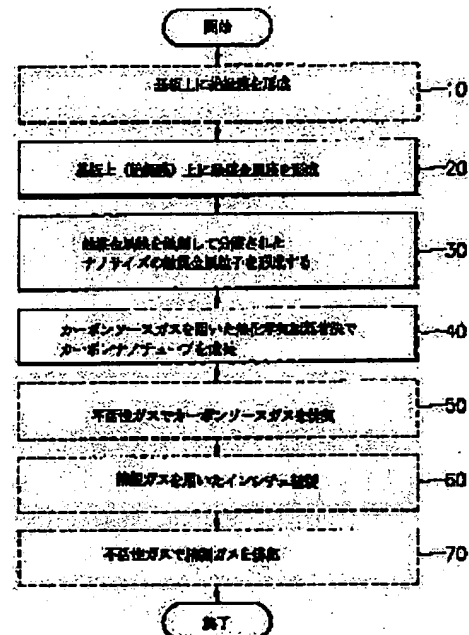 開始
基板上に絶縁膜を形成
10
基板上（絶縁膜）上に触媒金属膜を形成
20
触媒金属膜を蝕刻して分離された
ナノサイズの触媒金属粒子を形成する
30
カーボンソースガスを用いた熱化学気相蒸着法で
カーボンナノチューブを成長
40
不活性ガスでカーボンソースガスを排気
50
精製ガスを用いたインシチュー精製
60
不活性ガスで精製ガスを排気
70
終了